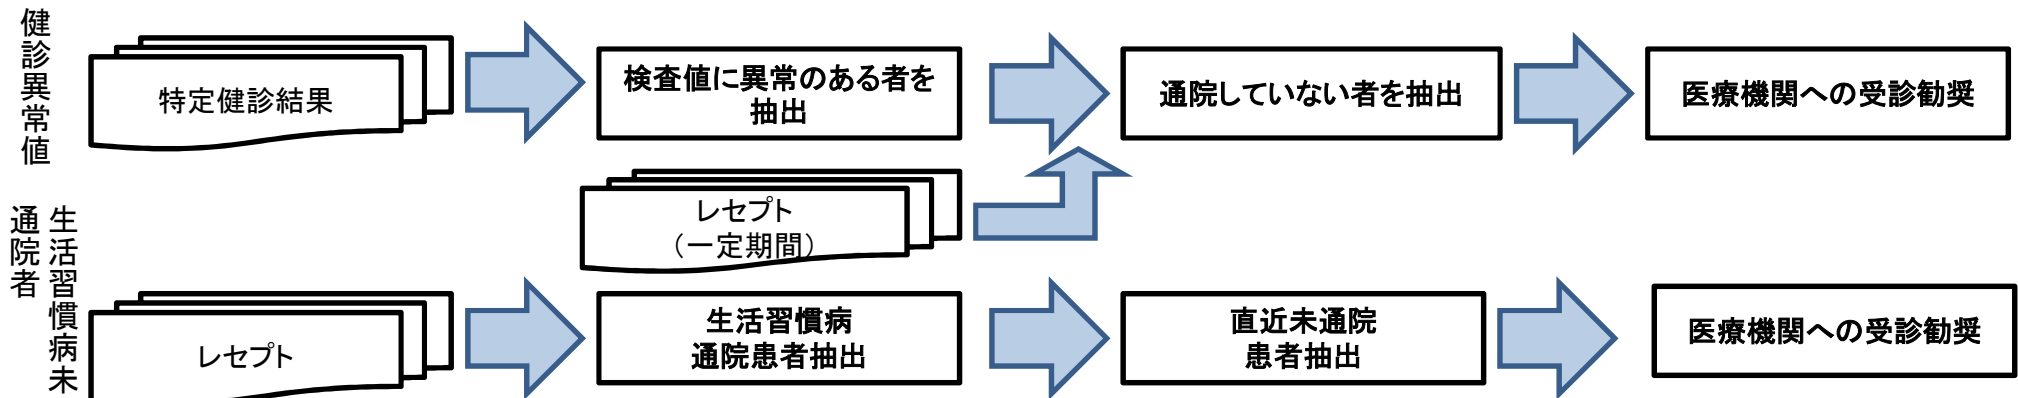 健診異常値
特定健診結果
検査値に異常のある者を
抽出
通院していない者を抽出
医療機関への受診勧奨
レセプト
（一定期間）
生活習慣病未
通院者
レセプト
生活習慣病
通院患者抽出
直近未通院
患者抽出
医療機関への受診勧奨